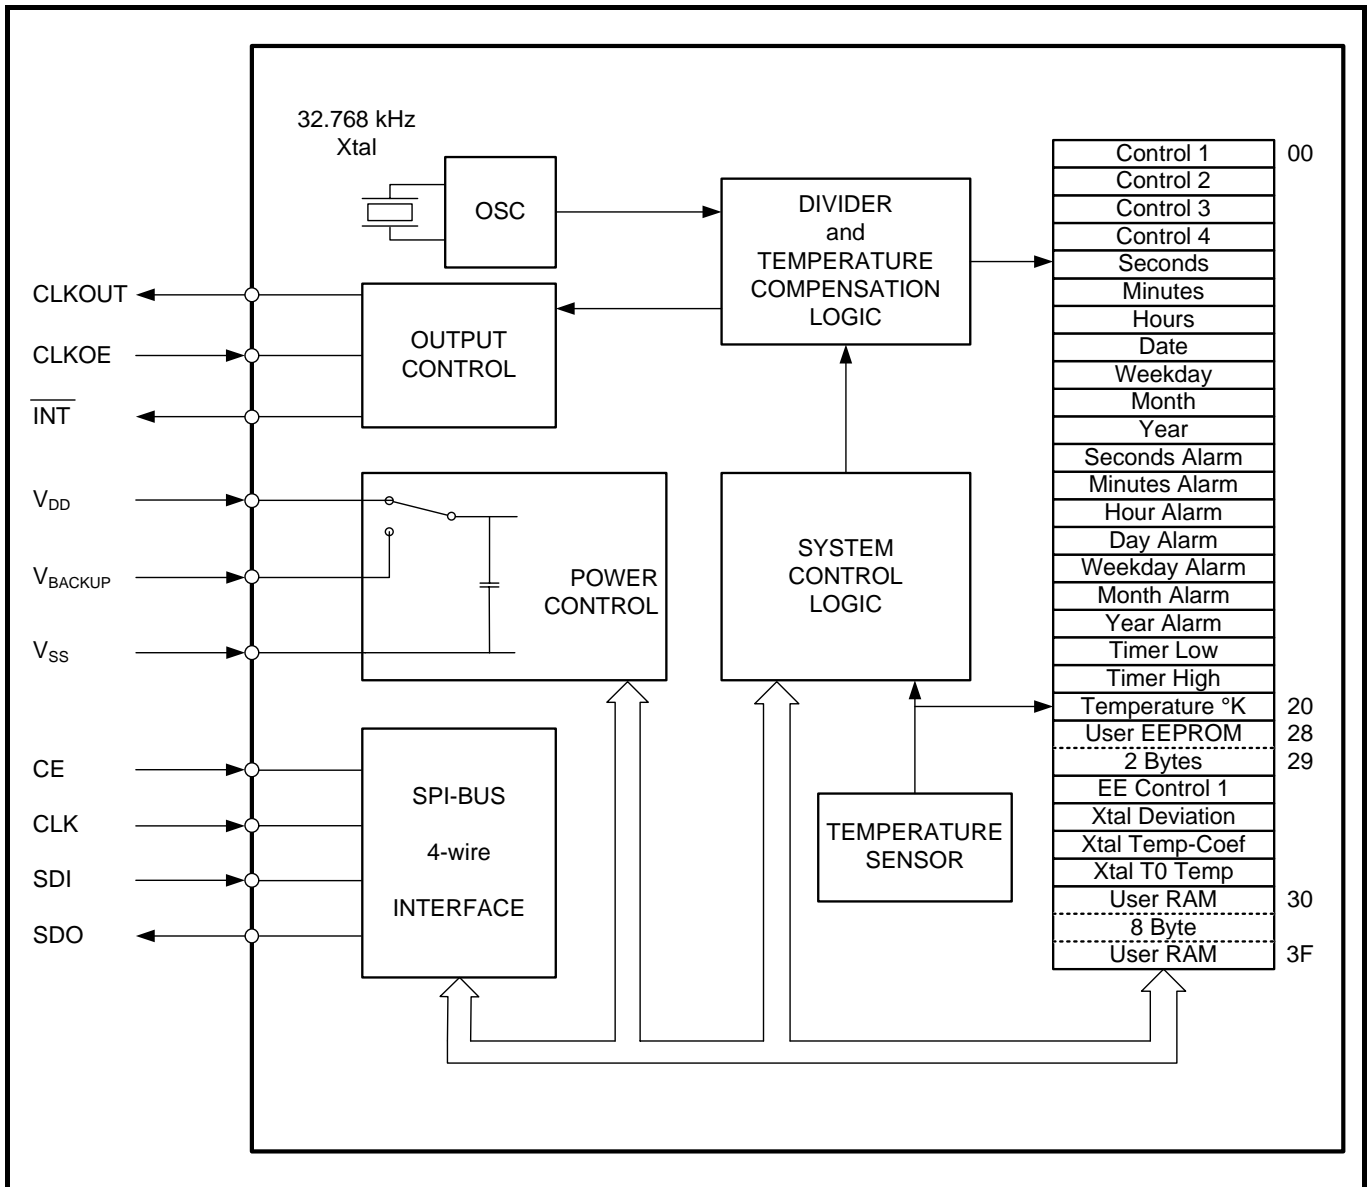 32.768 kHz
Xtal
OSC
DIVIDER
and
TEMPERATURE
COMPENSATION
LOGIC
CLKOUT
CLKOE
INT
OUTPUT
CONTROL
VDD
VBACKUP
VSS
POWER
CONTROL
SYSTEM
CONTROL
LOGIC
CE
CLK
SDI
SDO
SPI-BUS
4-wire
INTERFACE
TEMPERATURE
SENSOR
Control 1 00
Control 2
Control 3
Control 4
Seconds
Minutes
Hours
Date
Weekday
Month
Year
Seconds Alarm
Minutes Alarm
Hour Alarm
Day Alarm
Weekday Alarm
Month Alarm
Year Alarm
Timer Low
Timer High
Temperature °K 20
User EEPROM 28
2 Bytes 29
EE Control 1
Xtal Deviation
Xtal Temp-Coef
Xtal T0 Temp
User RAM 30
8 Byte
User RAM 3F